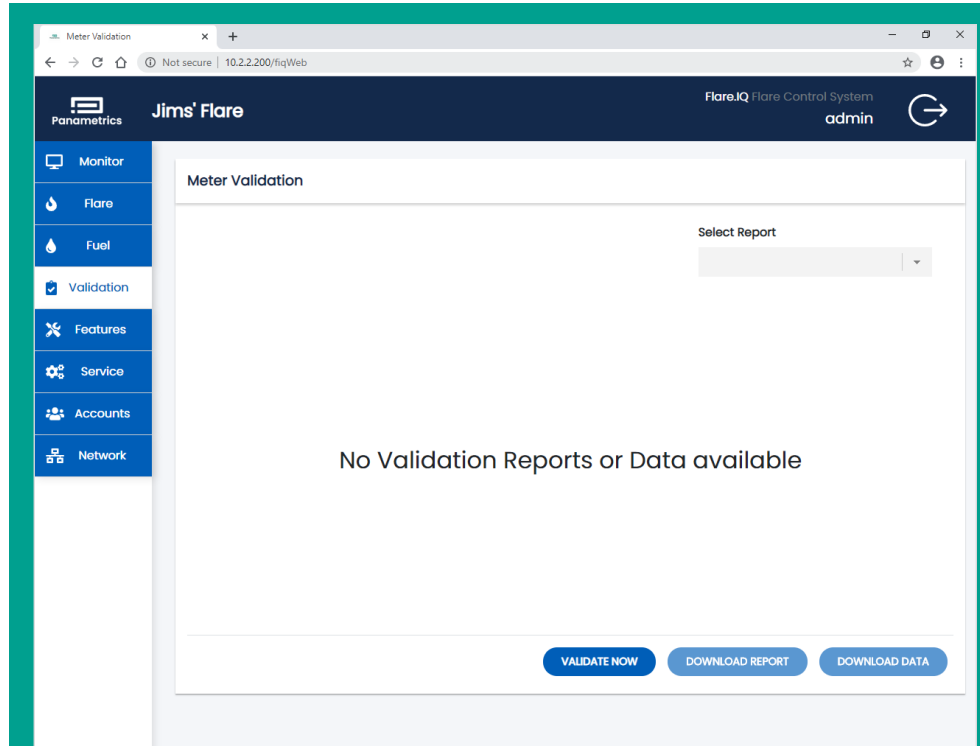 Meter Validation
Not secure | 10.2.2.200/fiqWeb
Panametrics
Jims' Flare
Flare.IQ Flare Control System
admin
Monitor
Flare
Fuel
Validation
Features
Service
Accounts
Network
Meter Validation
Select Report
No Validation Reports or Data available
VALIDATE NOW
DOWNLOAD REPORT
DOWNLOAD DATA